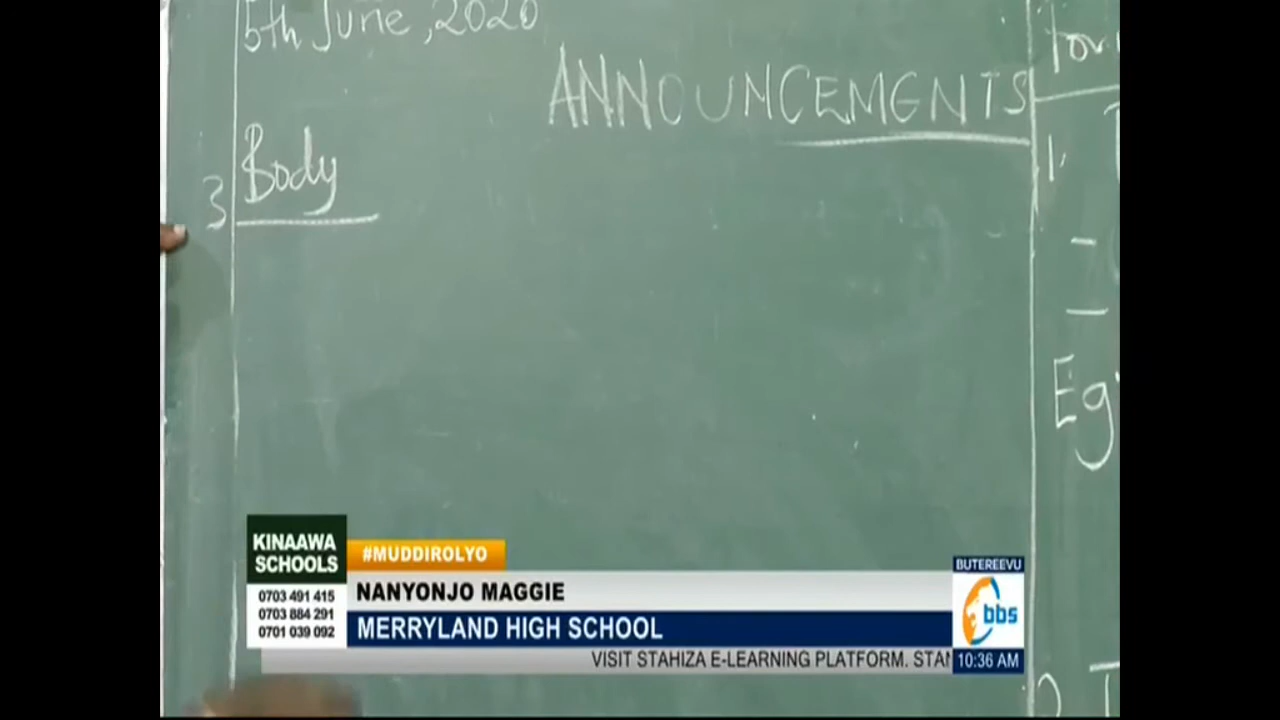 5th June, 2020
ANNOUNCEMENTS
3 Body
1.
-
-
Eg
KINAAWA
SCHOOLS
0703 491 415
0703 884 291
0701 039 092
#MUDDIROLYO
NANYONJO MAGGIE
MERRYLAND HIGH SCHOOL
VISIT STAHIZA E-LEARNING PLATFORM. STAN
BUTEREEVU
bbs
10:36 AM